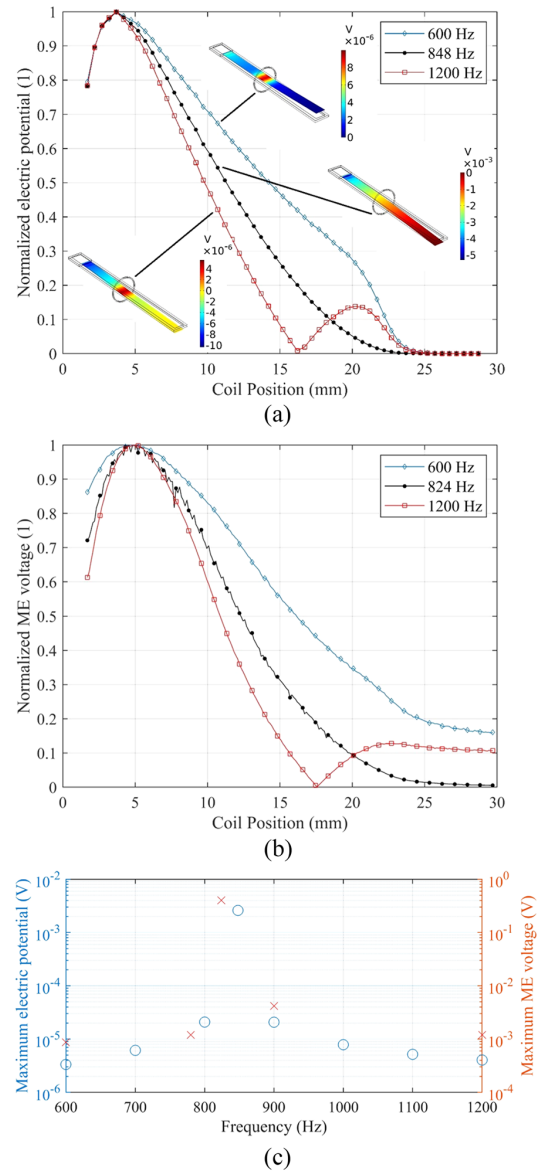 1
0.9
0.8
0.7
0.6
0.5
0.4
0.3
0.2
0.1
0
Normalized electric potential (1)
V
× 10⁻⁶
10
8
6
4
2
0
600 Hz
848 Hz
1200 Hz
V
× 10⁻³
0
-1
-2
-3
-4
-5
V
× 10⁻⁶
4
2
0
-2
-4
-6
-8
-10
0 5 10 15 20 25 30
Coil Position (mm)
(a)
1
0.9
0.8
0.7
0.6
0.5
0.4
0.3
0.2
0.1
0
Normalized ME voltage (1)
600 Hz
824 Hz
1200 Hz
0 5 10 15 20 25 30
Coil Position (mm)
(b)
Maximum electric potential (V)
10⁻²
10⁻³
10⁻⁴
10⁻⁵
10⁻⁶
10⁰
10⁻¹
10⁻²
10⁻³
10⁻⁴
Maximum ME voltage (V)
600 700 800 900 1000 1100 1200
Frequency (Hz)
(c)